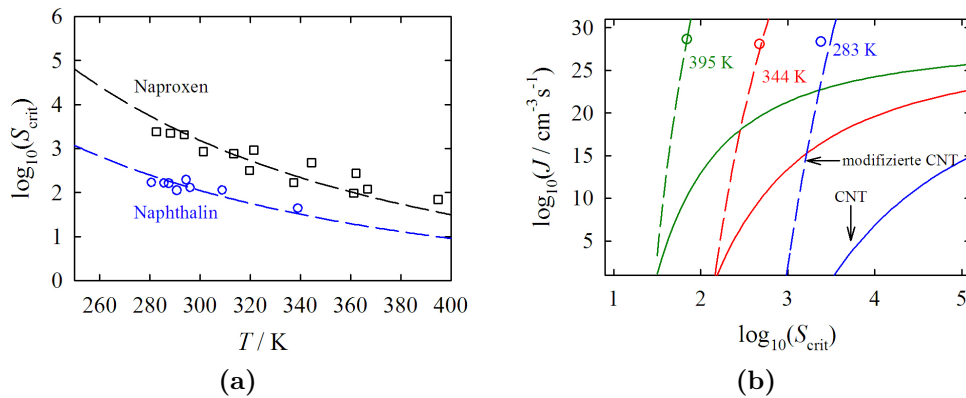 6
5
4
3
2
1
0
log₁₀(S_crit)
Naproxen
Naphthalin
260 280 300 320 340 360 380 400
T / K
(a)
30
25
20
15
10
5
log₁₀(J / cm⁻³s⁻¹)
395 K
344 K
283 K
modifizierte CNT
CNT
1 2 3 4 5
log₁₀(S_crit)
(b)